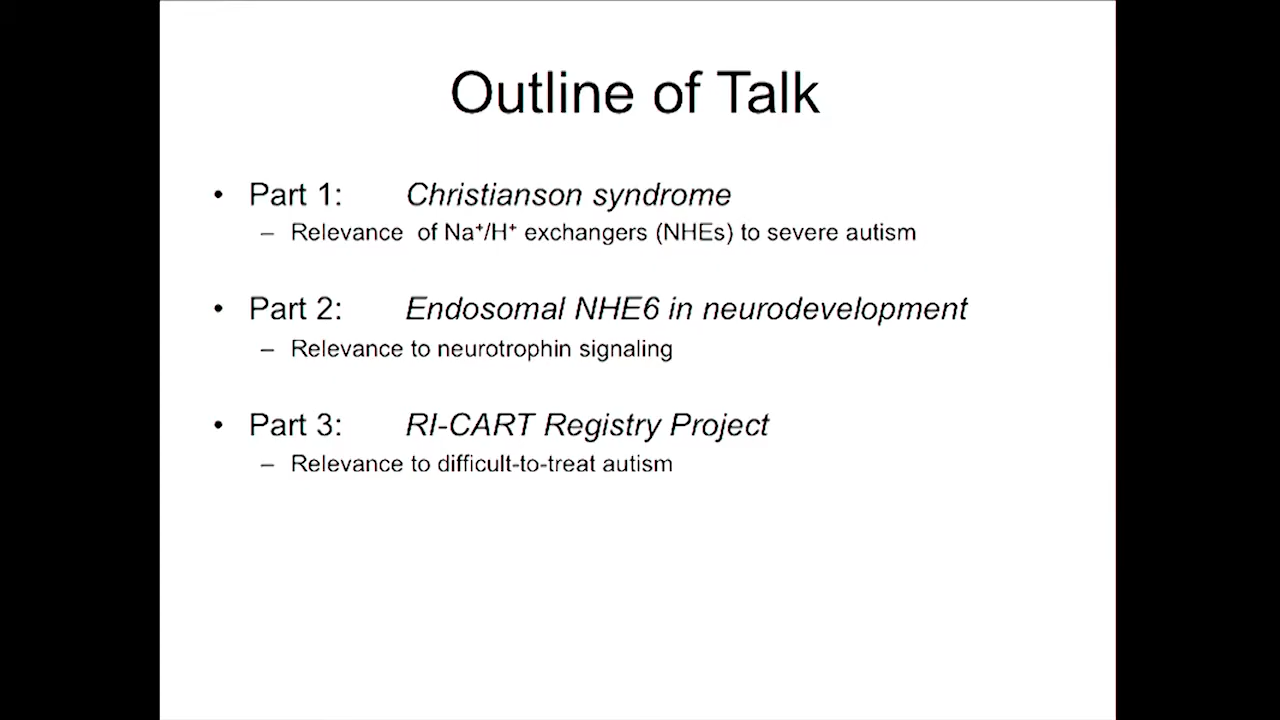 Outline of Talk
• Part 1: Christianson syndrome
– Relevance of Na⁺/H⁺ exchangers (NHEs) to severe autism
• Part 2: Endosomal NHE6 in neurodevelopment
– Relevance to neurotrophin signaling
• Part 3: RI-CART Registry Project
– Relevance to difficult-to-treat autism